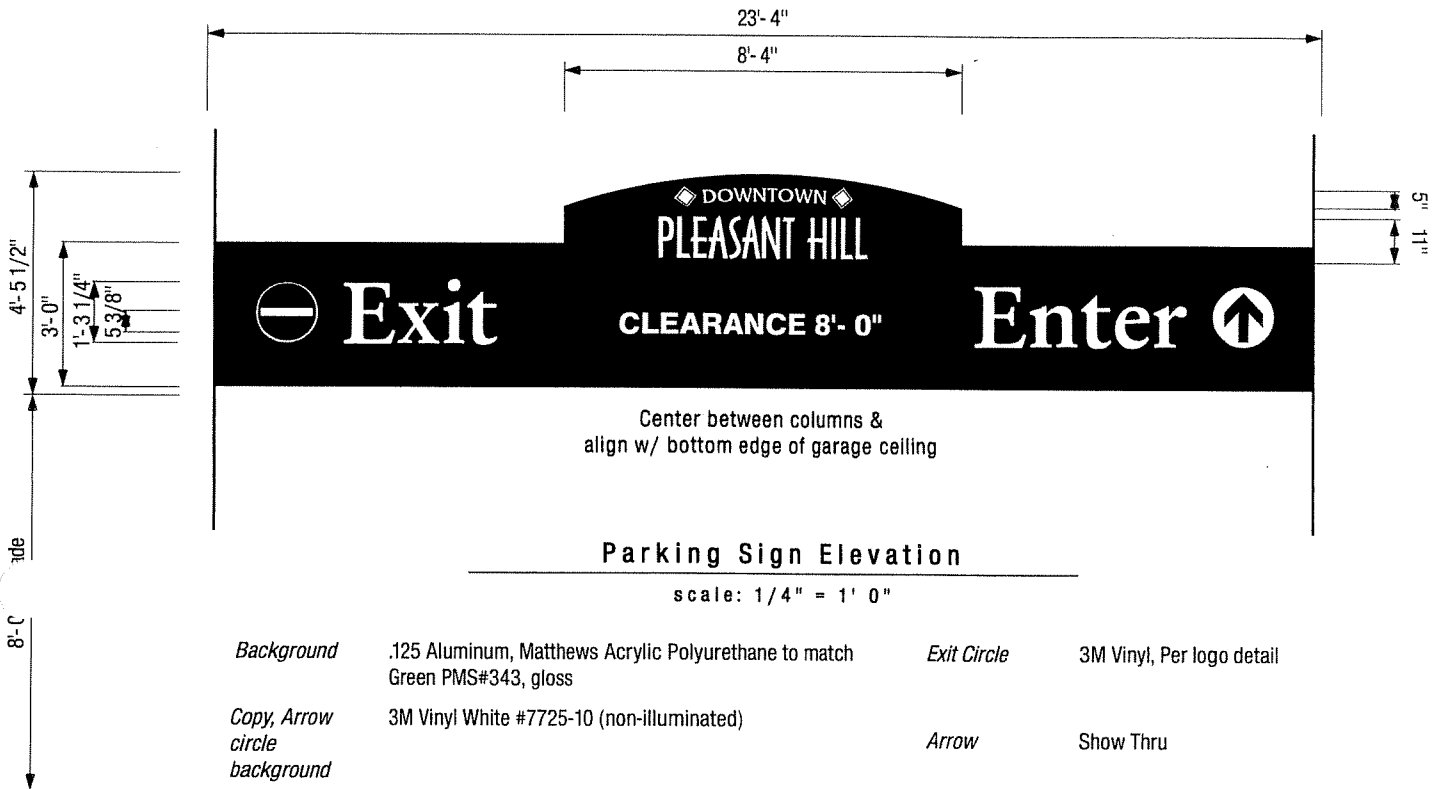 23'- 4"
8'- 4"
4'- 5 1/2"
3'- 0"
1'- 3 1/4"
5 3/8"
5"
11"
DOWNTOWN
PLEASANT HILL
Exit
CLEARANCE 8'- 0"
Enter
Center between columns &
align w/ bottom edge of garage ceiling
Parking Sign Elevation
scale: 1/4" = 1' 0"
Background
.125 Aluminum, Matthews Acrylic Polyurethane to match
Green PMS#343, gloss
Copy, Arrow
circle
background
3M Vinyl White #7725-10 (non-illuminated)
Exit Circle
3M Vinyl, Per logo detail
Arrow
Show Thru